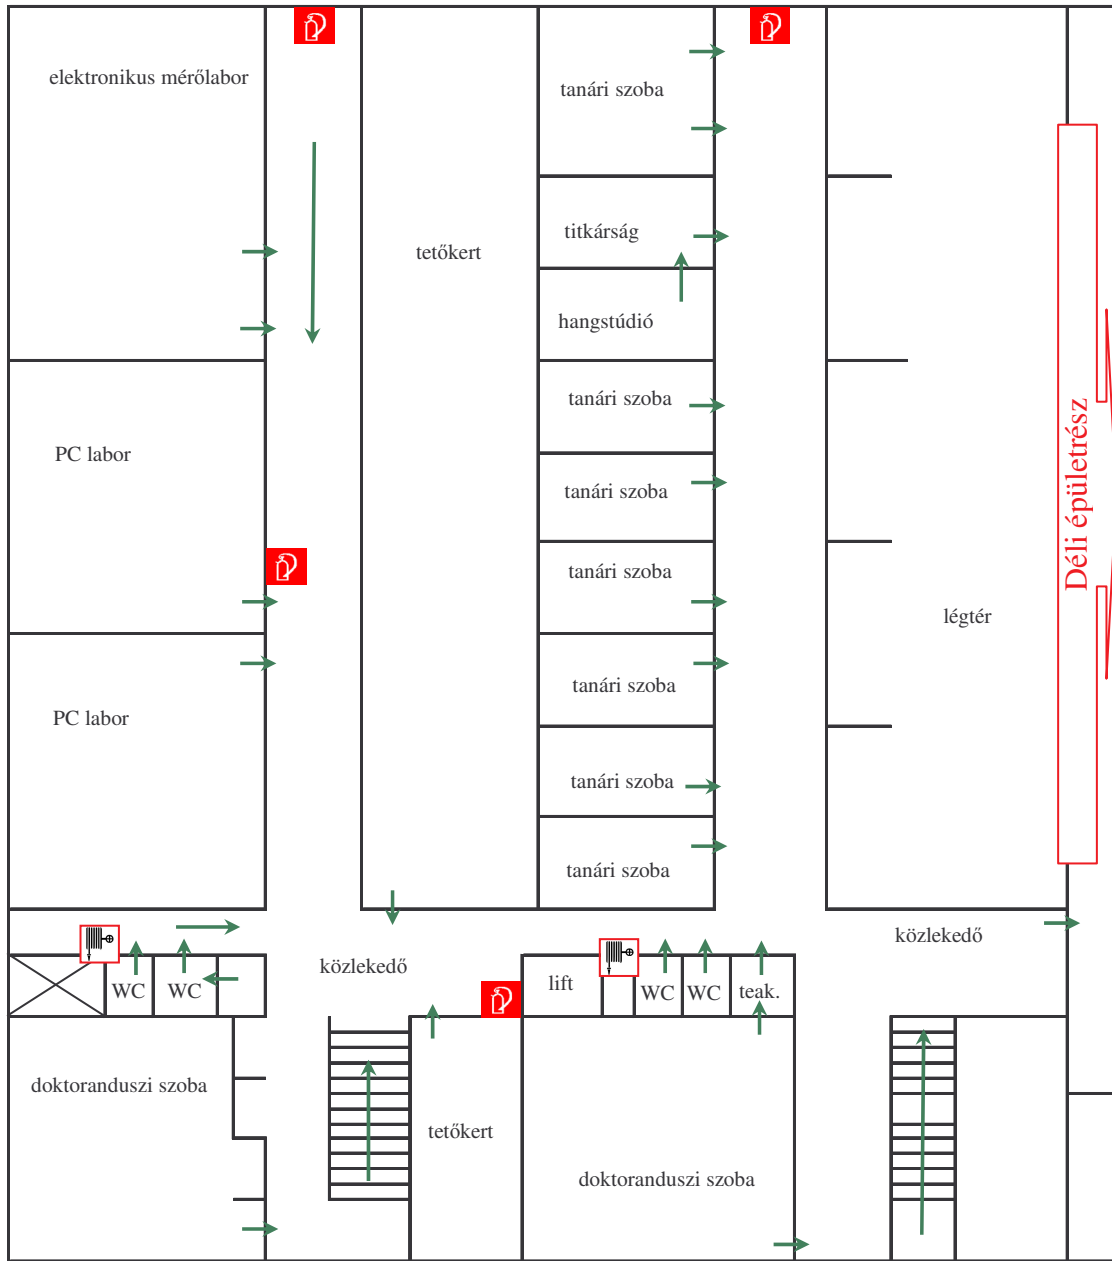 elektronikus mérőlabor
tanári szoba
titkárság
tetőkert
hangstúdió
tanári szoba
PC labor
tanári szoba
Déli épületrész
tanári szoba
légtér
tanári szoba
PC labor
tanári szoba
tanári szoba
közlekedő
közlekedő
lift
WC
WC
WC
WC
teak.
doktoranduszi szoba
tetőkert
doktoranduszi szoba